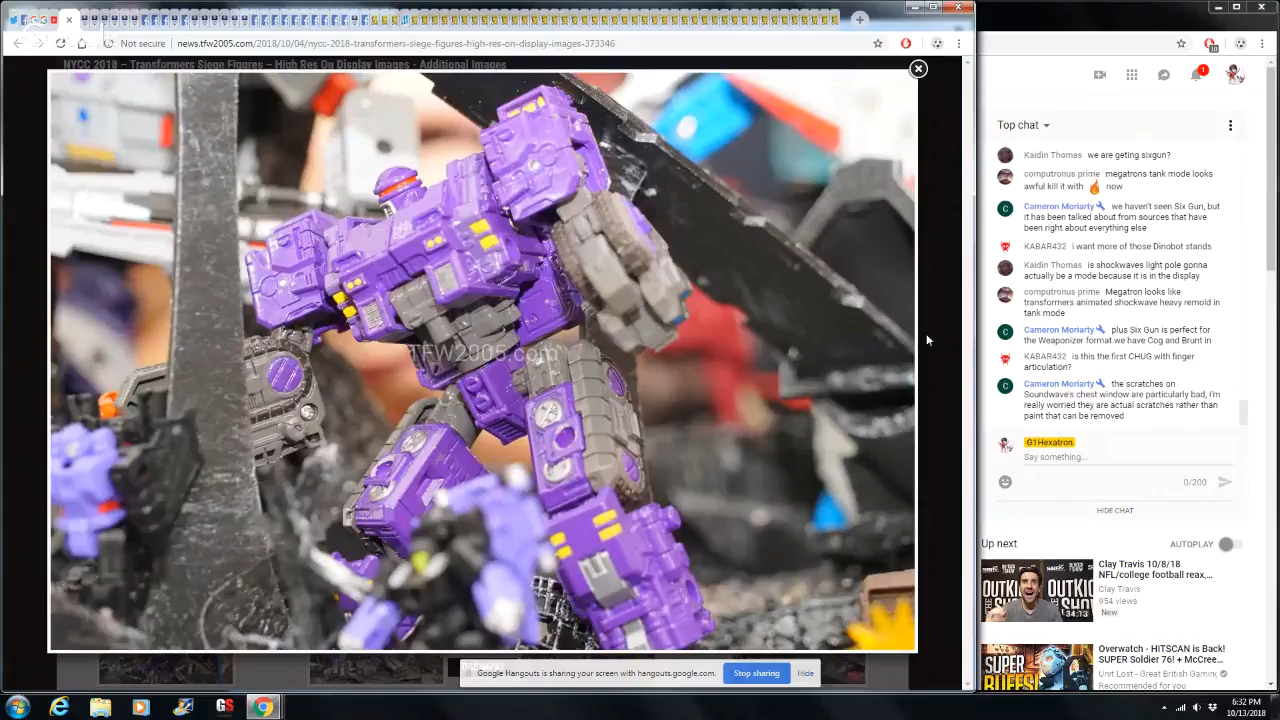 Not secure
news.tfw2005.com/2018/10/04/nycc-2018-transformers-siege-figures-high-res-ou-display-images-373346
NYCC 2018 – Transformers Siege Figures – High Res Ou Display Images - Additional Images
TFW2005.com
Google Hangouts is sharing your screen with hangouts.google.com.
Stop sharing
Hide
10
1
Top chat
Kaidin Thomas we are geting sixgun?
computronus prime megatrons tank mode looks
awful kill it with now
Cameron Moriarty we haven't seen Six Gun, but
it has been talked about from sources that have
been right about everything else
KABAR432 i want more of those Dinobot stands
Kaidin Thomas is shockwaves light pole gonna
actually be a mode because it is in the display
computronus prime Megatron looks like
transformers animated shockwave heavy remold in
tank mode
C
Cameron Moriarty plus Six Gun is perfect for
the Weaponizer format we have Cog and Brunt in
KABAR432 is this the first CHUG with finger
articulation?
C
Cameron Moriarty the scratches on
Soundwave's chest window are particularly bad, I'm
really worried they are actual scratches rather than
paint that can be removed
G1Hexatron
Say something...
0/200
HIDE CHAT
Up next
AUTOPLAY
Clay Travis 10/8/18
NFL/college football reax,...
Clay Travis
954 views
New
34:13
Overwatch - HITSCAN is Back!
SUPER Soldier 76! + McCree...
Unit Lost - Great British Gaming
Recommended for you
SUPER
BUFFS!
GS
6:32 PM
10/13/2018